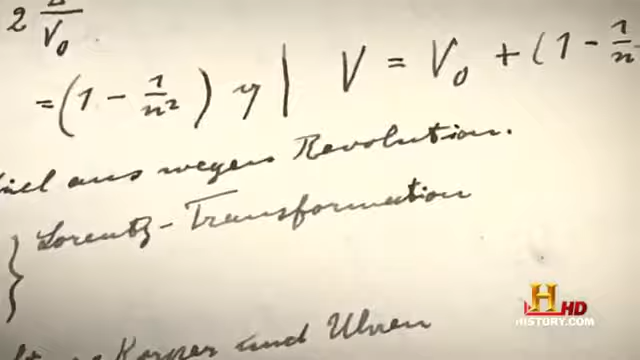 2 Δ/V₀
= (1 - 1/n²) y | V = V₀ + (1 - 1/n
aus wegen Revolution.
} Lorentz-Transformation
Körper und Uhren
H HD
HISTORY.COM